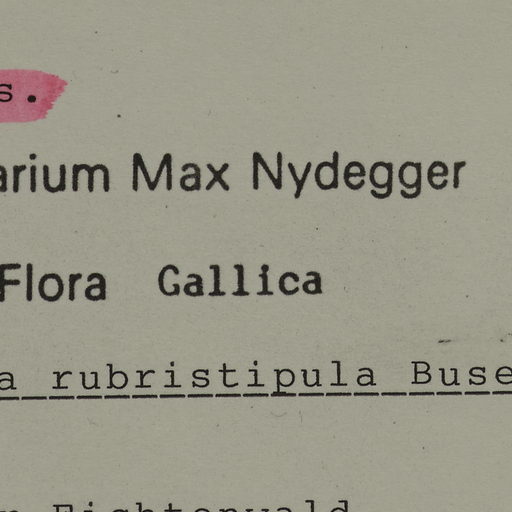 s.
arium Max Nydegger
Flora Gallica
a rubristipula Buse